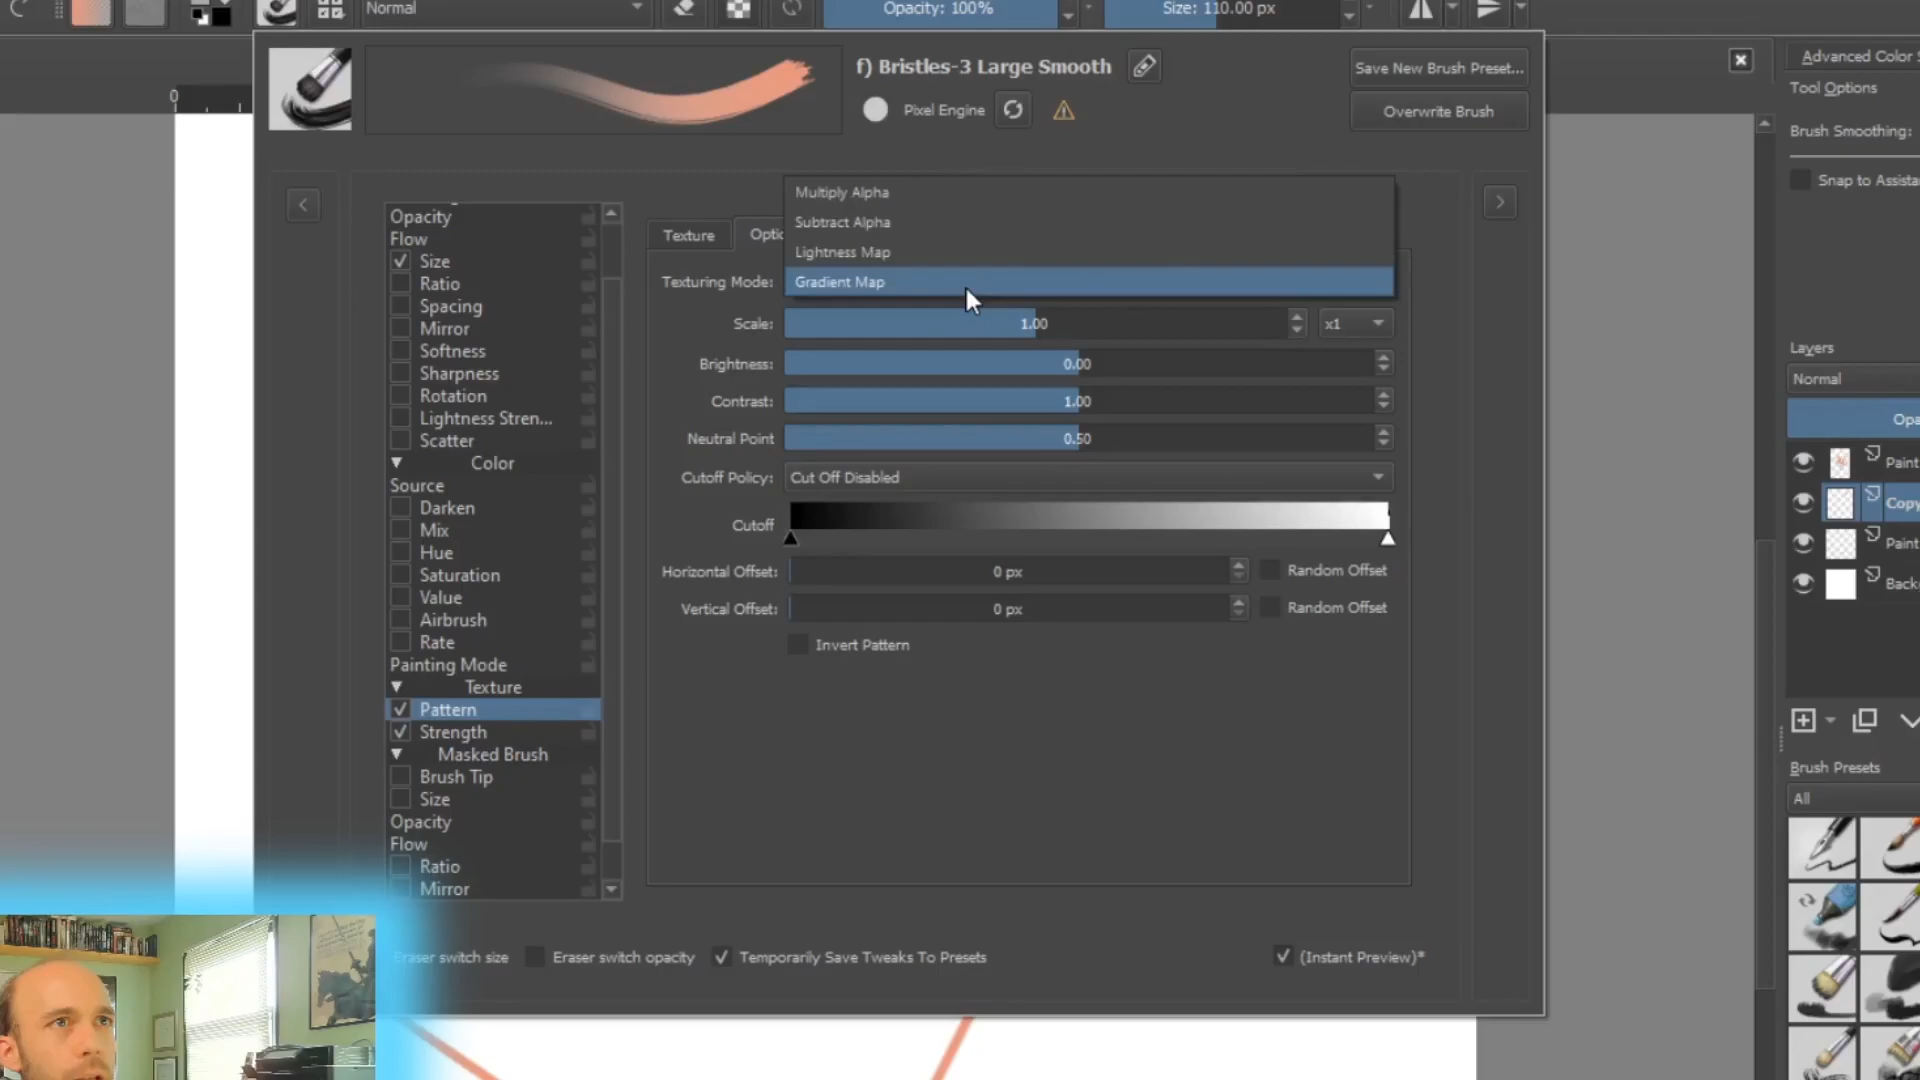 Normal
Opacity: 100%
Size: 110.00 px
f) Bristles-3 Large Smooth
Pixel Engine
Save New Brush Preset...
Overwrite Brush
0
<
>
Opacity
Flow
Size
Ratio
Spacing
Mirror
Softness
Sharpness
Rotation
Lightness Stren...
Scatter
Color
Source
Darken
Mix
Hue
Saturation
Value
Airbrush
Rate
Painting Mode
Texture
Pattern
Strength
Masked Brush
Brush Tip
Size
Opacity
Flow
Ratio
Mirror
Texture
Optio
Multiply Alpha
Subtract Alpha
Lightness Map
Texturing Mode: Gradient Map
Scale: 1.00 x1
Brightness: 0.00
Contrast: 1.00
Neutral Point 0.50
Cutoff Policy: Cut Off Disabled
Cutoff
Horizontal Offset: 0 px Random Offset
Vertical Offset: 0 px Random Offset
Invert Pattern
Eraser switch size Eraser switch opacity Temporarily Save Tweaks To Presets (Instant Preview)*
Advanced Color S
Tool Options
Brush Smoothing:
Snap to Assista
Layers
Normal
Opa
Paint
Copy
Paint
Back
Brush Presets
All